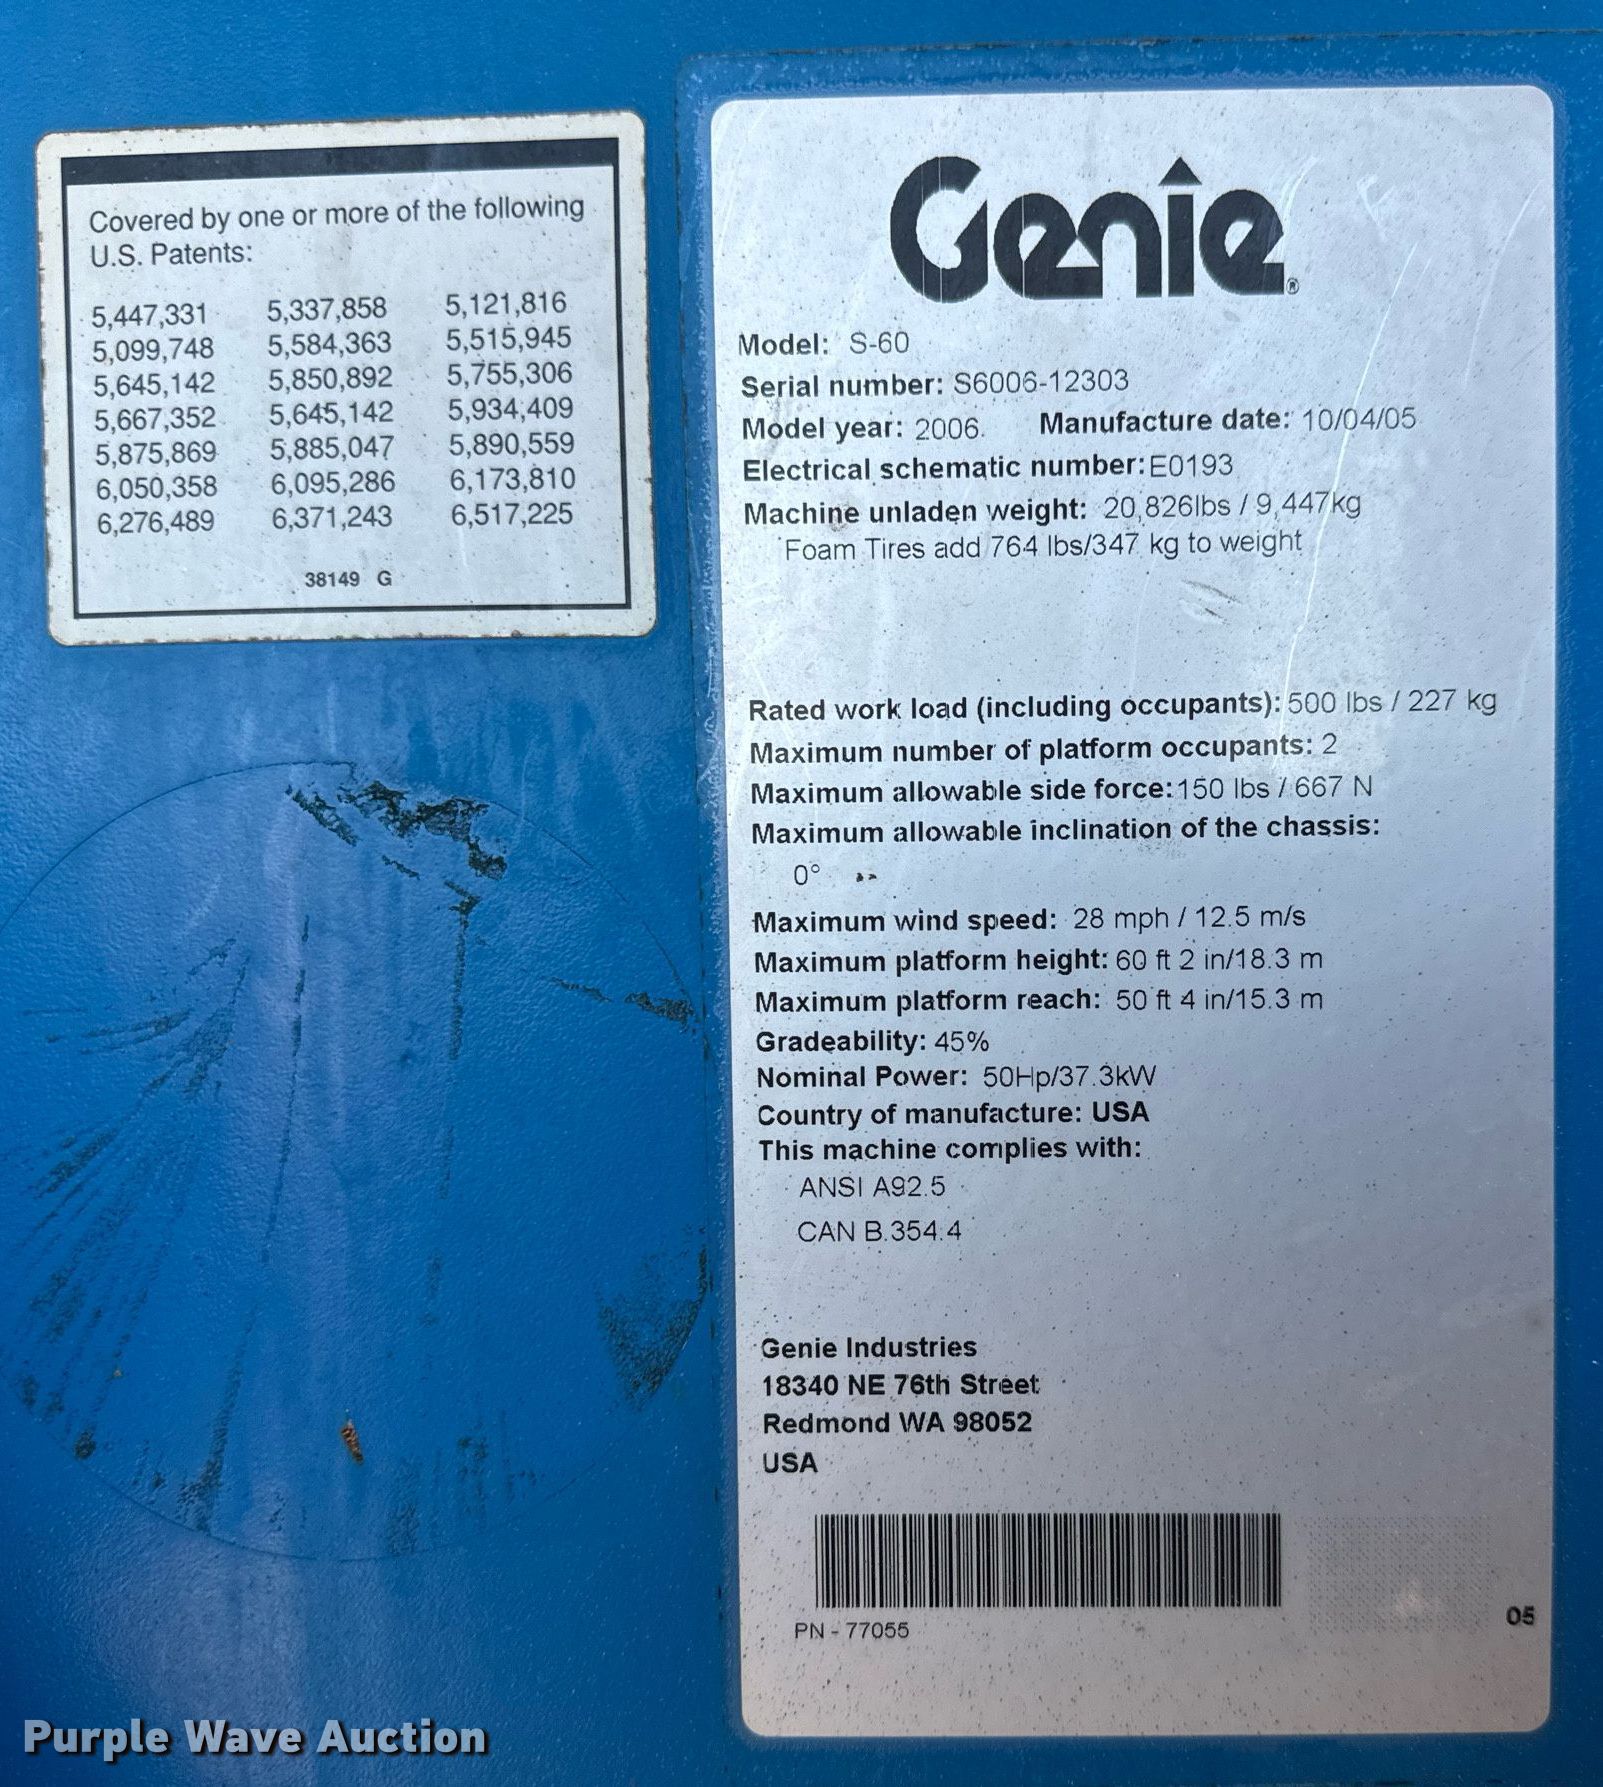 Covered by one or more of the following
U.S. Patents:
5,447,331 5,337,858 5,121,816
5,099,748 5,584,363 5,515,945
5,645,142 5,850,892 5,755,306
5,667,352 5,645,142 5,934,409
5,875,869 5,885,047 5,890,559
6,050,358 6,095,286 6,173,810
6,276,489 6,371,243 6,517,225
38149 G
Genie®
Model: S-60
Serial number: S6006-12303
Model year: 2006. Manufacture date: 10/04/05
Electrical schematic number: E0193
Machine unladen weight: 20,826lbs / 9,447kg
Foam Tires add 764 lbs/347 kg to weight
Rated work load (including occupants): 500 lbs / 227 kg
Maximum number of platform occupants: 2
Maximum allowable side force: 150 lbs / 667 N
Maximum allowable inclination of the chassis:
0°
Maximum wind speed: 28 mph / 12.5 m/s
Maximum platform height: 60 ft 2 in/18.3 m
Maximum platform reach: 50 ft 4 in/15.3 m
Gradeability: 45%
Nominal Power: 50Hp/37.3kW
Country of manufacture: USA
This machine complies with:
ANSI A92.5
CAN B.354.4
Genie Industries
18340 NE 76th Street
Redmond WA 98052
USA
PN - 77055
05
Purple Wave Auction